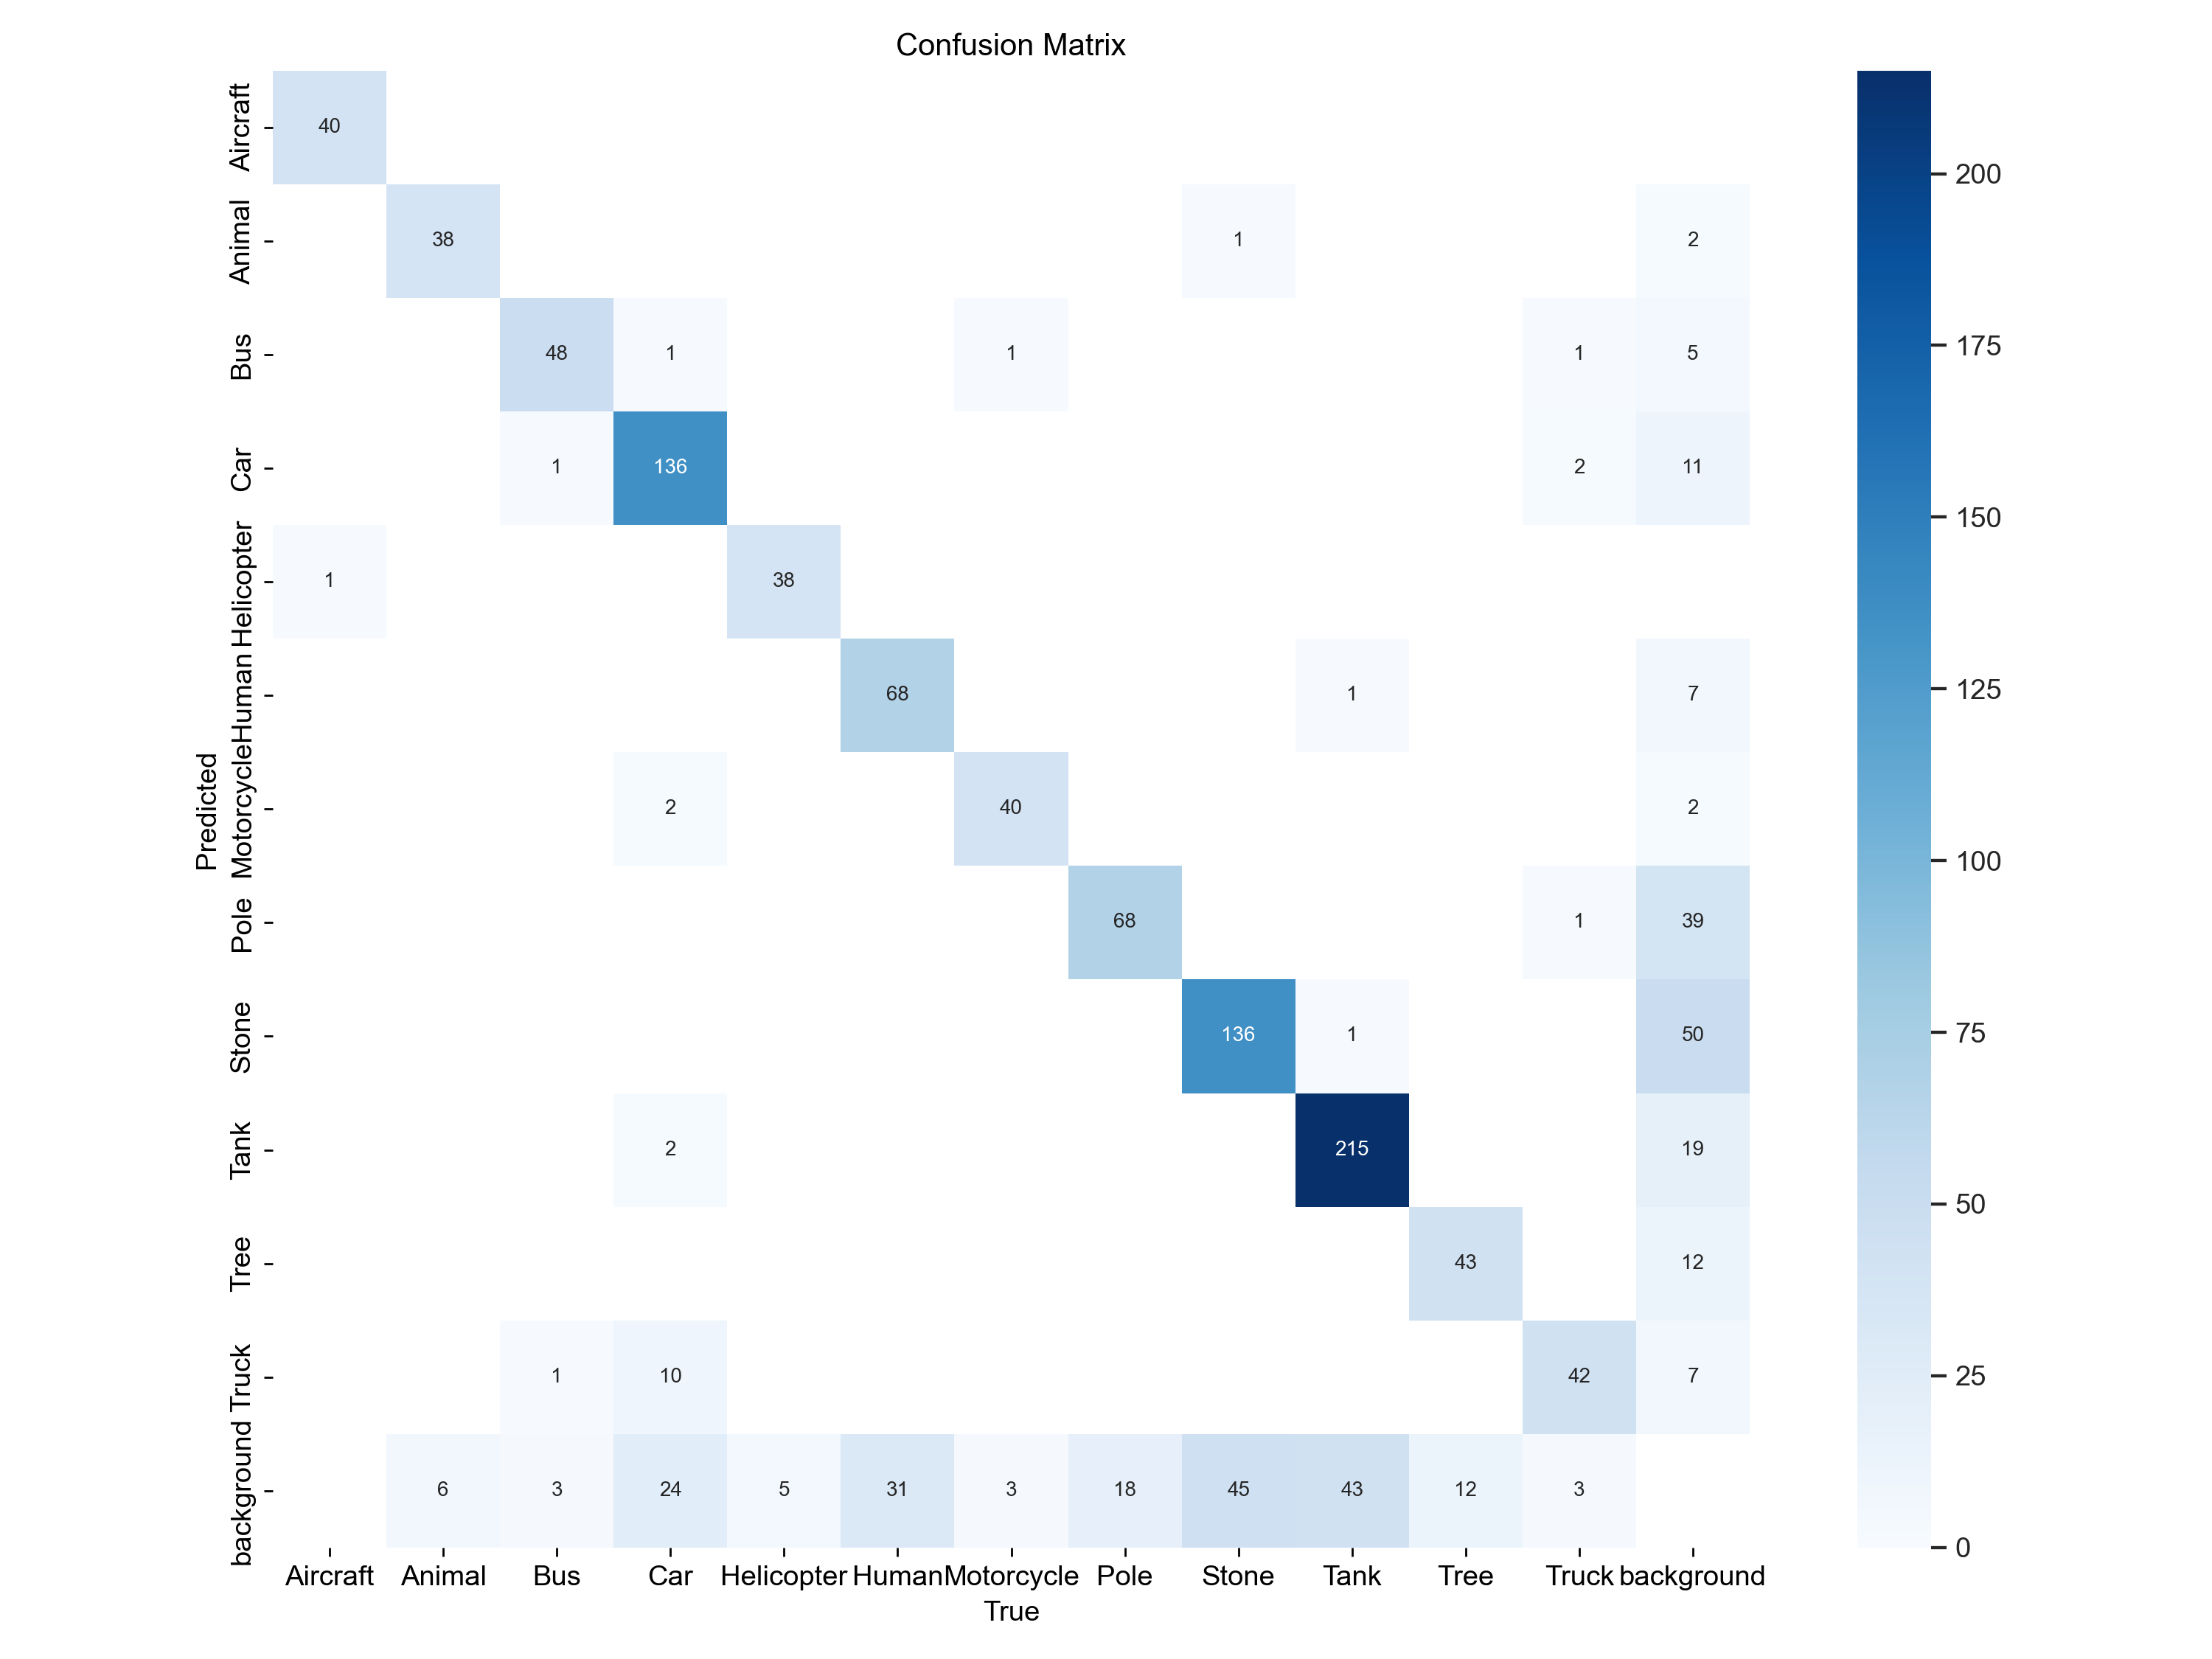 Confusion Matrix
Aircraft 40
Animal 38 1 2
Bus 48 1 1 1 5
Car 1 136 2 11
Helicopter 1 38
Human 68 1 7
Motorcycle 2 40 2
Pole 68 1 39
Stone 136 1 50
Tank 2 215 19
Tree 43 12
Truck 1 10 42 7
background 6 3 24 5 31 3 18 45 43 12 3
Predicted
Aircraft Animal Bus Car Helicopter Human Motorcycle Pole Stone Tank Tree Truck background
True
200
175
150
125
100
75
50
25
0